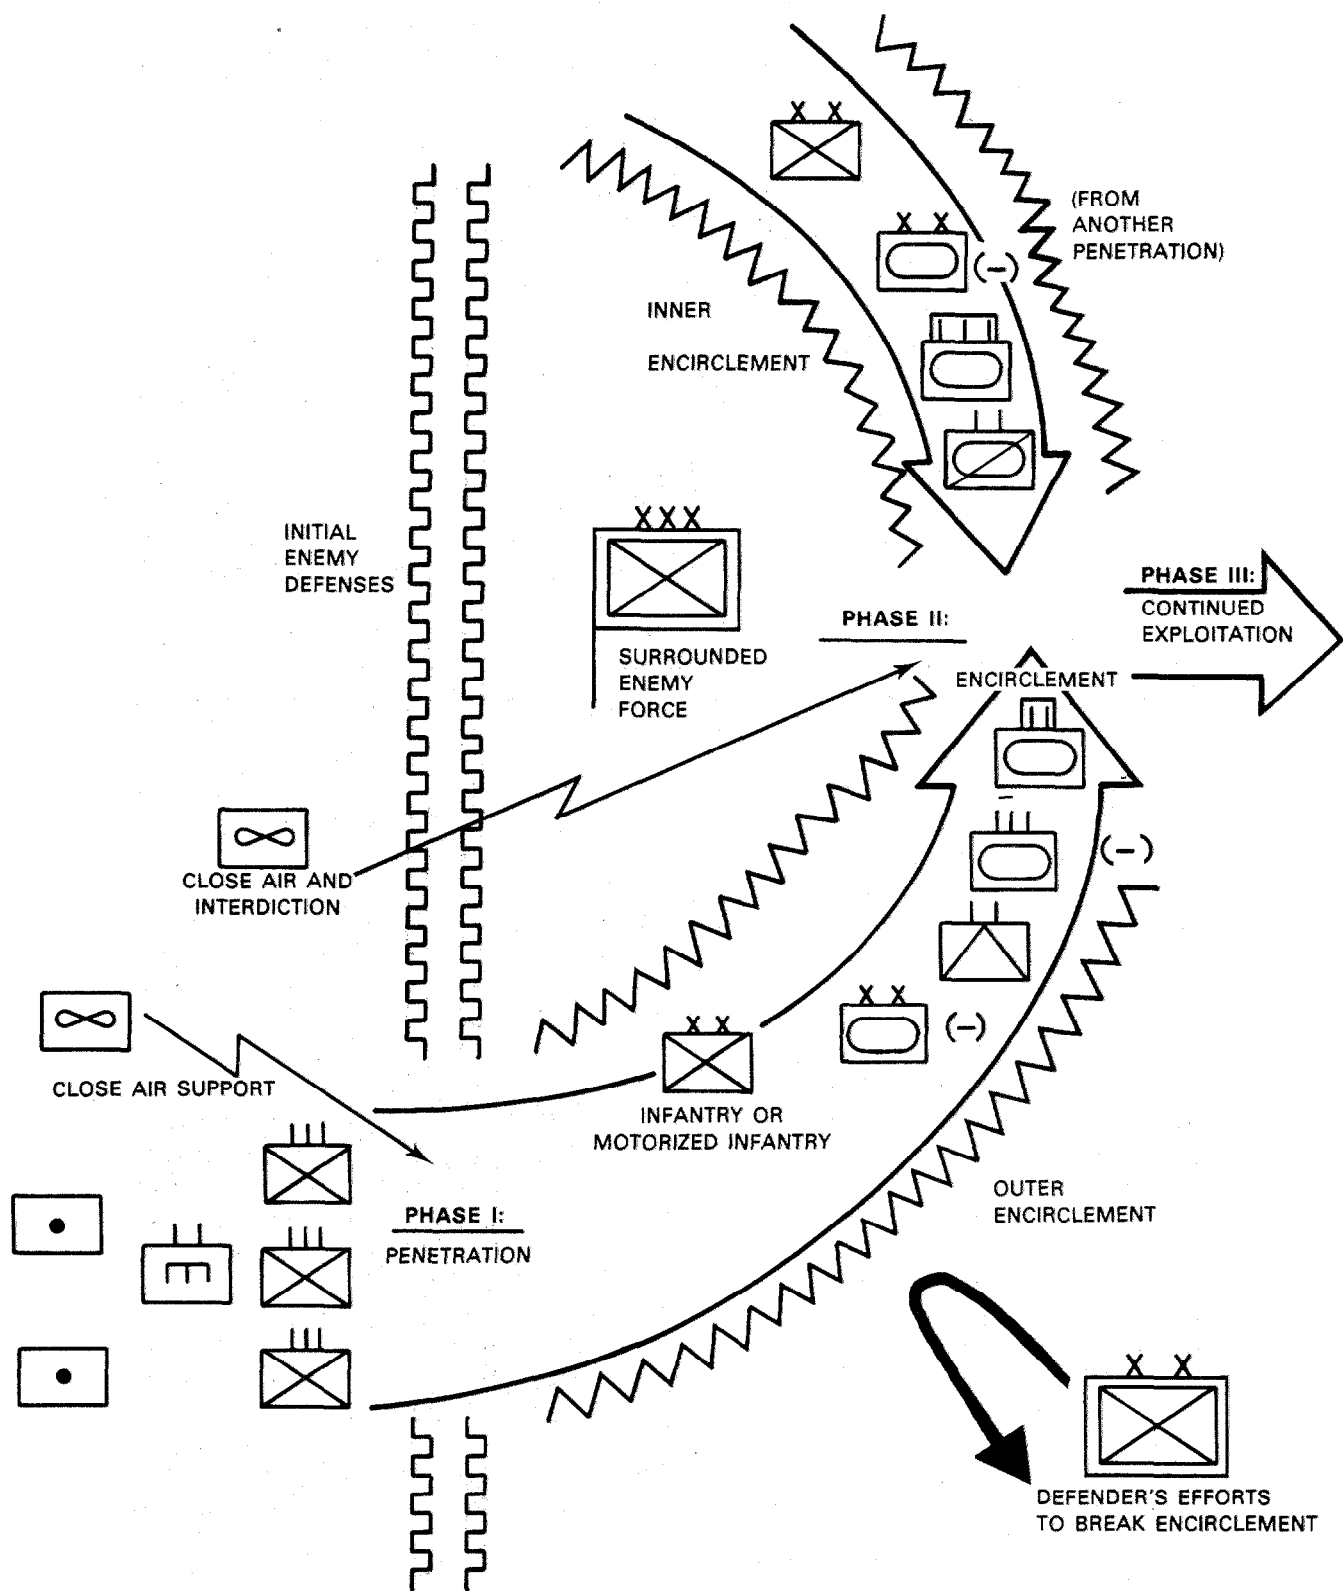 (FROM
ANOTHER
PENETRATION)
INNER
ENCIRCLEMENT
INITIAL
ENEMY
DEFENSES
X X X
SURROUNDED
ENEMY
FORCE
PHASE II:
ENCIRCLEMENT
PHASE III:
CONTINUED
EXPLOITATION
CLOSE AIR AND
INTERDICTION
CLOSE AIR SUPPORT
INFANTRY OR
MOTORIZED INFANTRY
PHASE I:
PENETRATION
OUTER
ENCIRCLEMENT
DEFENDER'S EFFORTS
TO BREAK ENCIRCLEMENT